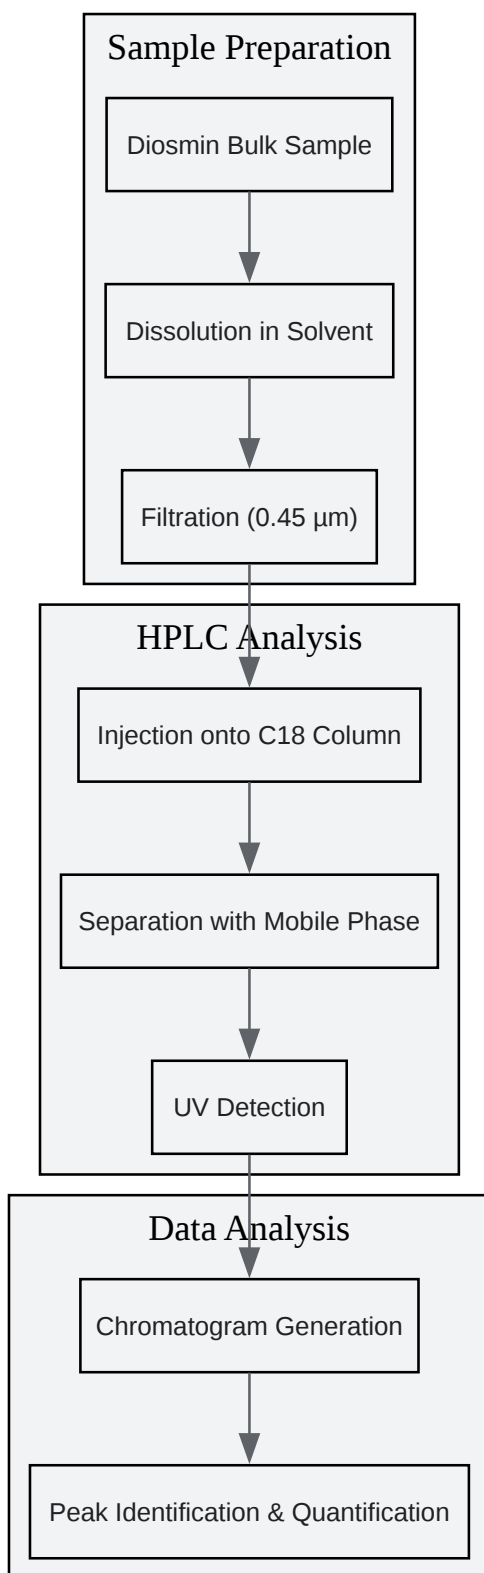 Sample Preparation
Diosmin Bulk Sample
Dissolution in Solvent
Filtration (0.45 µm)
HPLC Analysis
Injection onto C18 Column
Separation with Mobile Phase
UV Detection
Data Analysis
Chromatogram Generation
Peak Identification & Quantification